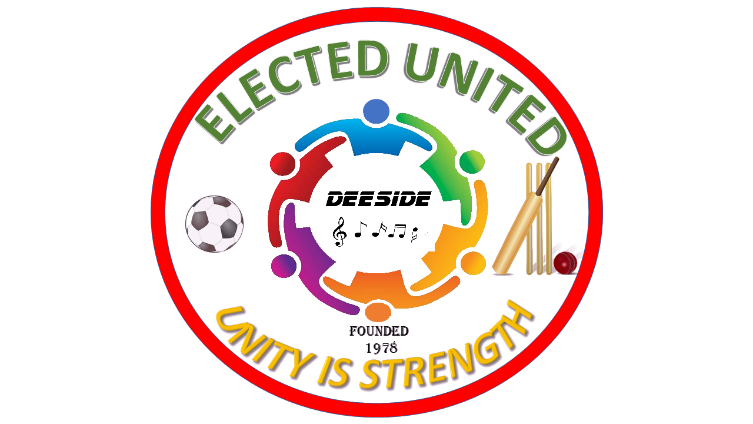 ELECTED UNITED
DEESIDE
FOUNDED
1978
UNITY IS STRENGTH